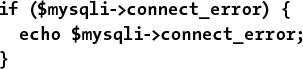 if ($mysqli->connect_error) {
  echo $mysqli->connect_error;
}